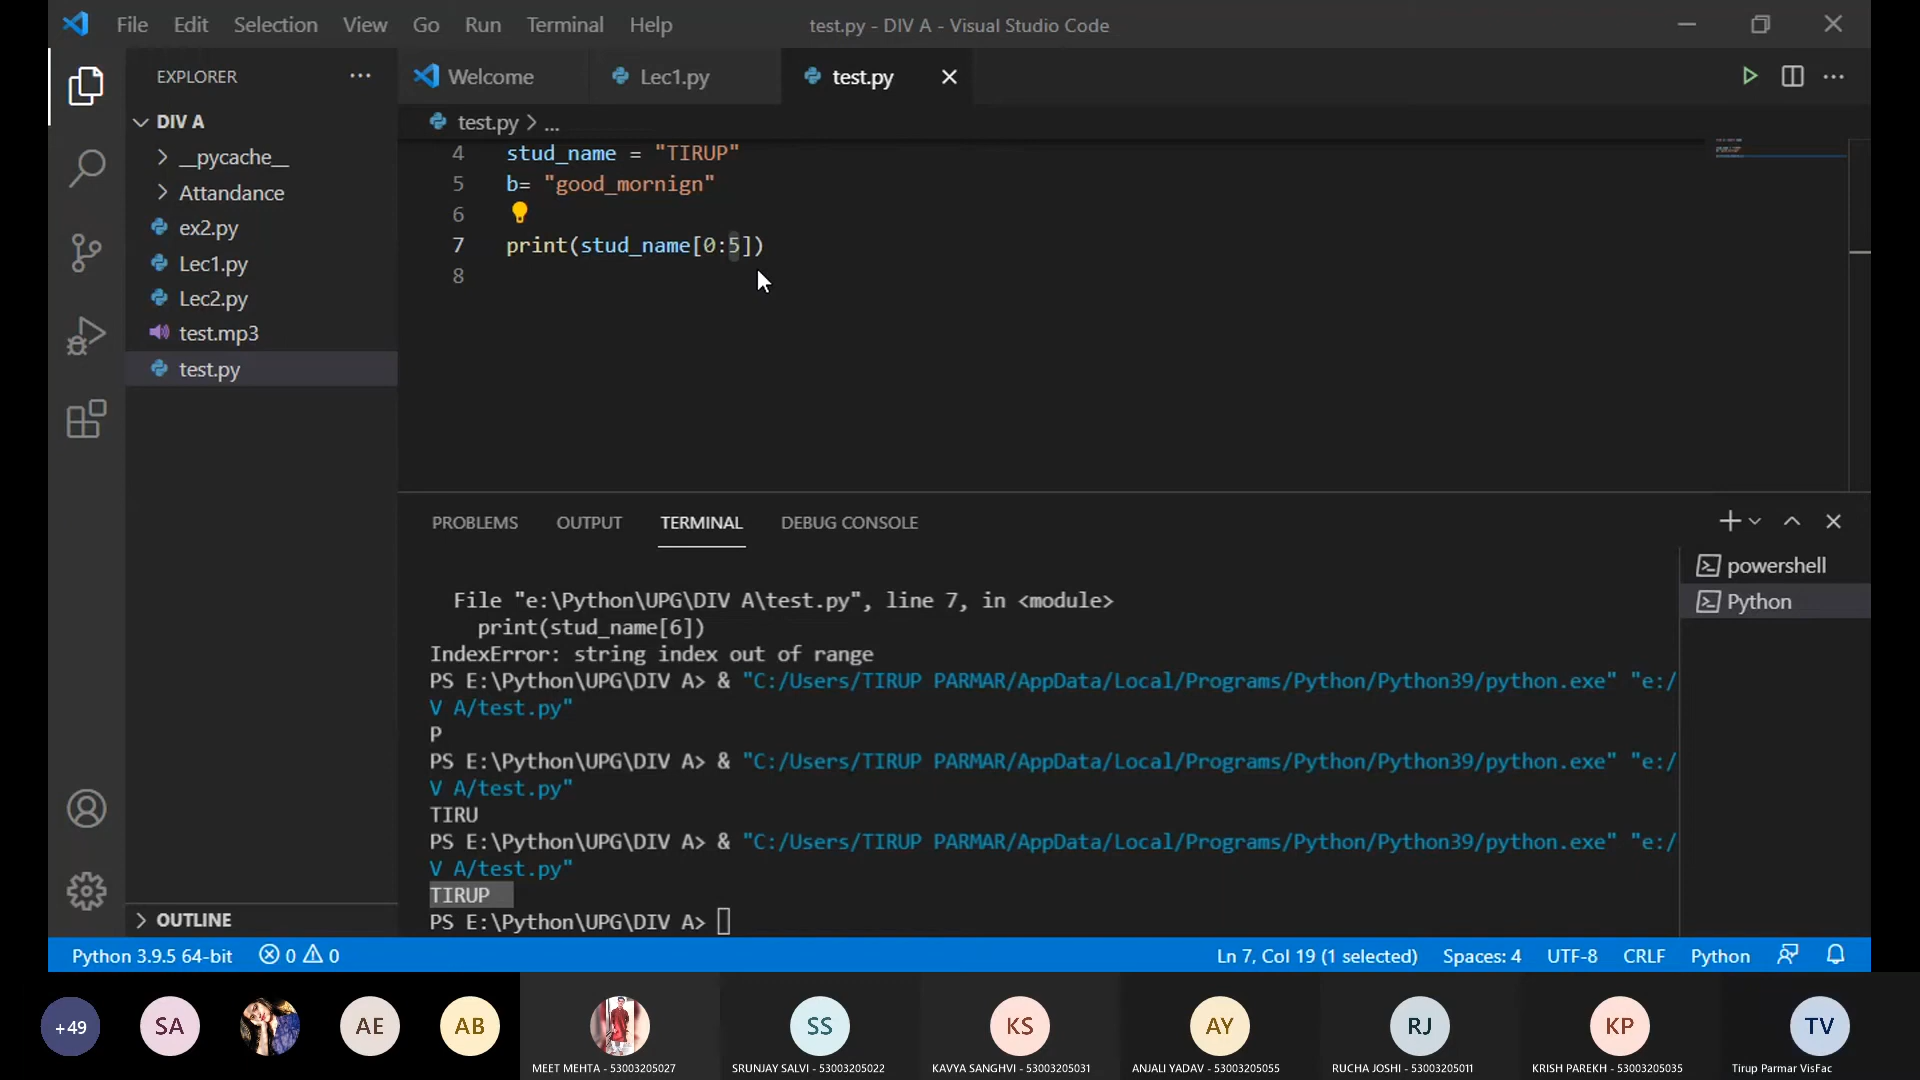 File Edit Selection View Go Run Terminal Help test.py - DIV A - Visual Studio Code
EXPLORER
Welcome Lec1.py test.py
DIV A
test.py > ...
__pycache__
Attandance
ex2.py
Lec1.py
Lec2.py
test.mp3
test.py
OUTLINE
4 stud_name = "TIRUP"
5 b= "good_mornign"
6
7 print(stud_name[0:5])
8
PROBLEMS OUTPUT TERMINAL DEBUG CONSOLE
powershell
Python
File "e:\Python\UPG\DIV A\test.py", line 7, in <module>
print(stud_name[6])
IndexError: string index out of range
PS E:\Python\UPG\DIV A> & "C:/Users/TIRUP PARMAR/AppData/Local/Programs/Python/Python39/python.exe" "e:/
V A/test.py"
P
PS E:\Python\UPG\DIV A> & "C:/Users/TIRUP PARMAR/AppData/Local/Programs/Python/Python39/python.exe" "e:/
V A/test.py"
TIRU
PS E:\Python\UPG\DIV A> & "C:/Users/TIRUP PARMAR/AppData/Local/Programs/Python/Python39/python.exe" "e:/
V A/test.py"
TIRUP
PS E:\Python\UPG\DIV A>
Python 3.9.5 64-bit 0 0 Ln 7, Col 19 (1 selected) Spaces: 4 UTF-8 CRLF Python
+49 SA AE AB SS KS AY RJ KP TV
MEET MEHTA - 53003205027 SRUNJAY SALVI - 53003205022 KAVYA SANGHVI - 53003205031 ANJALI YADAV - 53003205055 RUCHA JOSHI - 53003205011 KRISH PAREKH - 53003205035 Tirup Parmar VisFac